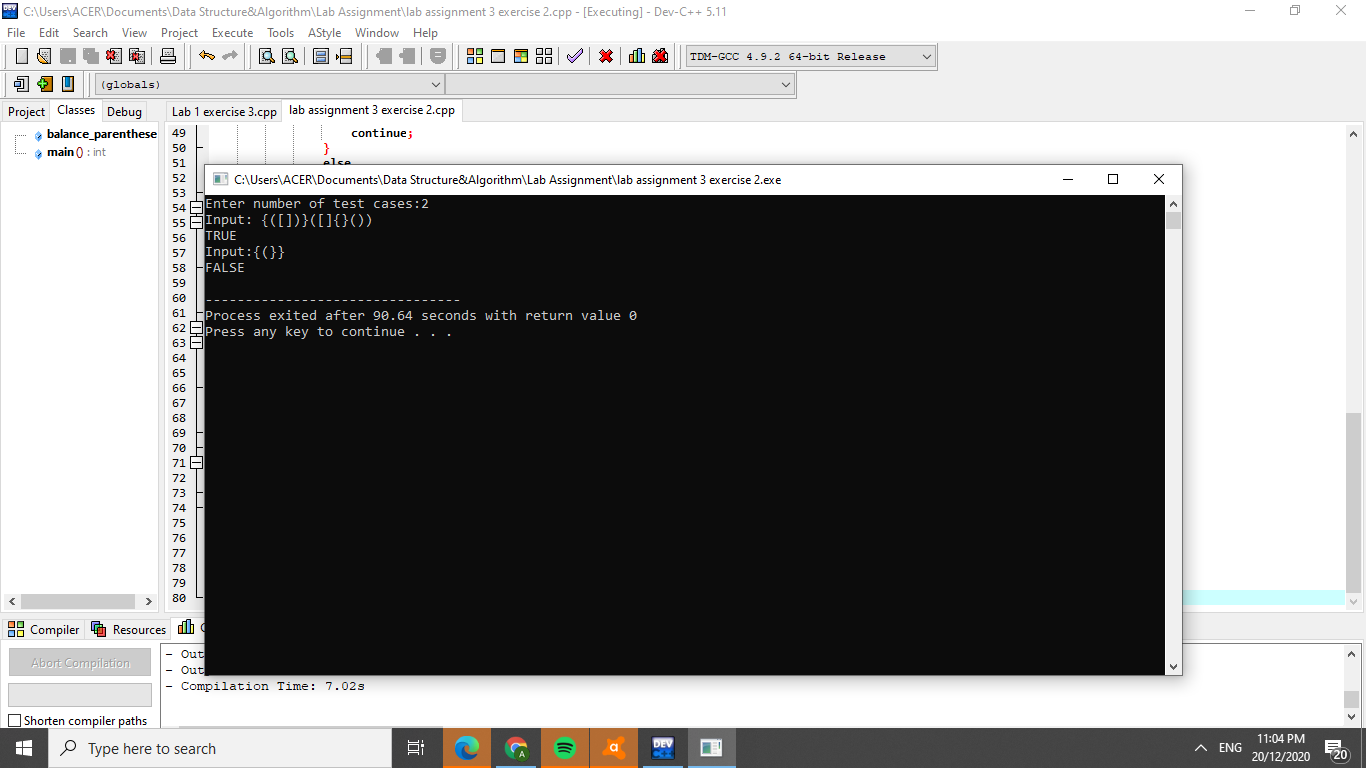 C:\Users\ACER\Documents\Data Structure&Algorithm\Lab Assignment\lab assignment 3 exercise 2.cpp - [Executing] - Dev-C++ 5.11
File Edit Search View Project Execute Tools AStyle Window Help
TDM-GCC 4.9.2 64-bit Release
(globals)
Project Classes Debug
Lab 1 exercise 3.cpp lab assignment 3 exercise 2.cpp
balance_parenthese
main () : int
49 continue;
50 }
51 else
52
53
54
55
56
57
58
59
60
61
62
63
64
65
66
67
68
69
70
71
72
73
74
75
76
77
78
79
80
C:\Users\ACER\Documents\Data Structure&Algorithm\Lab Assignment\lab assignment 3 exercise 2.exe
Enter number of test cases:2
Input: {([])}([]{}())
TRUE
Input:{(}}
FALSE
--------------------------------
Process exited after 90.64 seconds with return value 0
Press any key to continue . . .
Compiler Resources
Abort Compilation
Shorten compiler paths
- Out
- Out
- Compilation Time: 7.02s
Type here to search
DEV
ENG
11:04 PM
20/12/2020
20